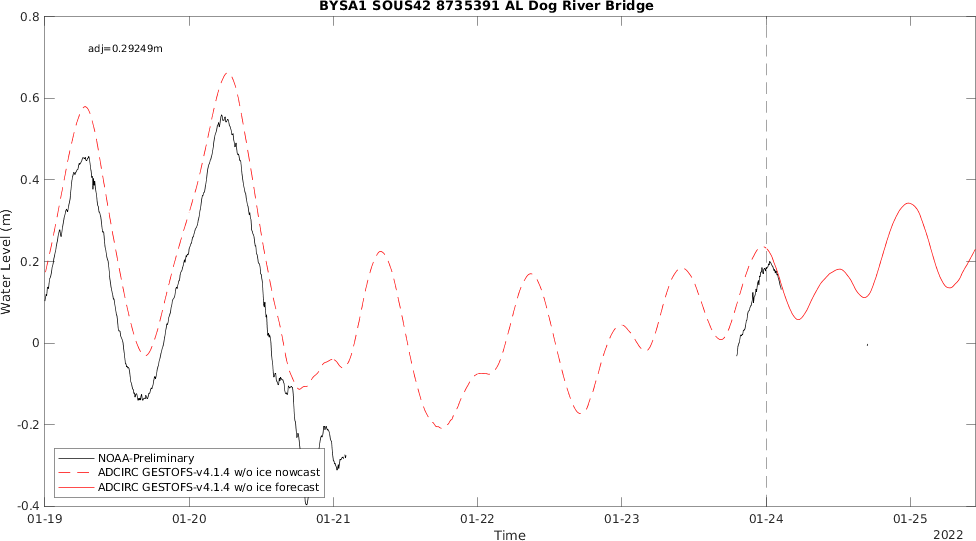 BYSA1 SOUS42 8735391 AL Dog River Bridge
adj=0.29249m
0.8
0.6
0.4
0.2
0
-0.2
-0.4
Water Level (m)
NOAA-Preliminary
ADCIRC GESTOFS-v4.1.4 w/o ice nowcast
ADCIRC GESTOFS-v4.1.4 w/o ice forecast
01-19 01-20 01-21 01-22 01-23 01-24 01-25
Time
2022